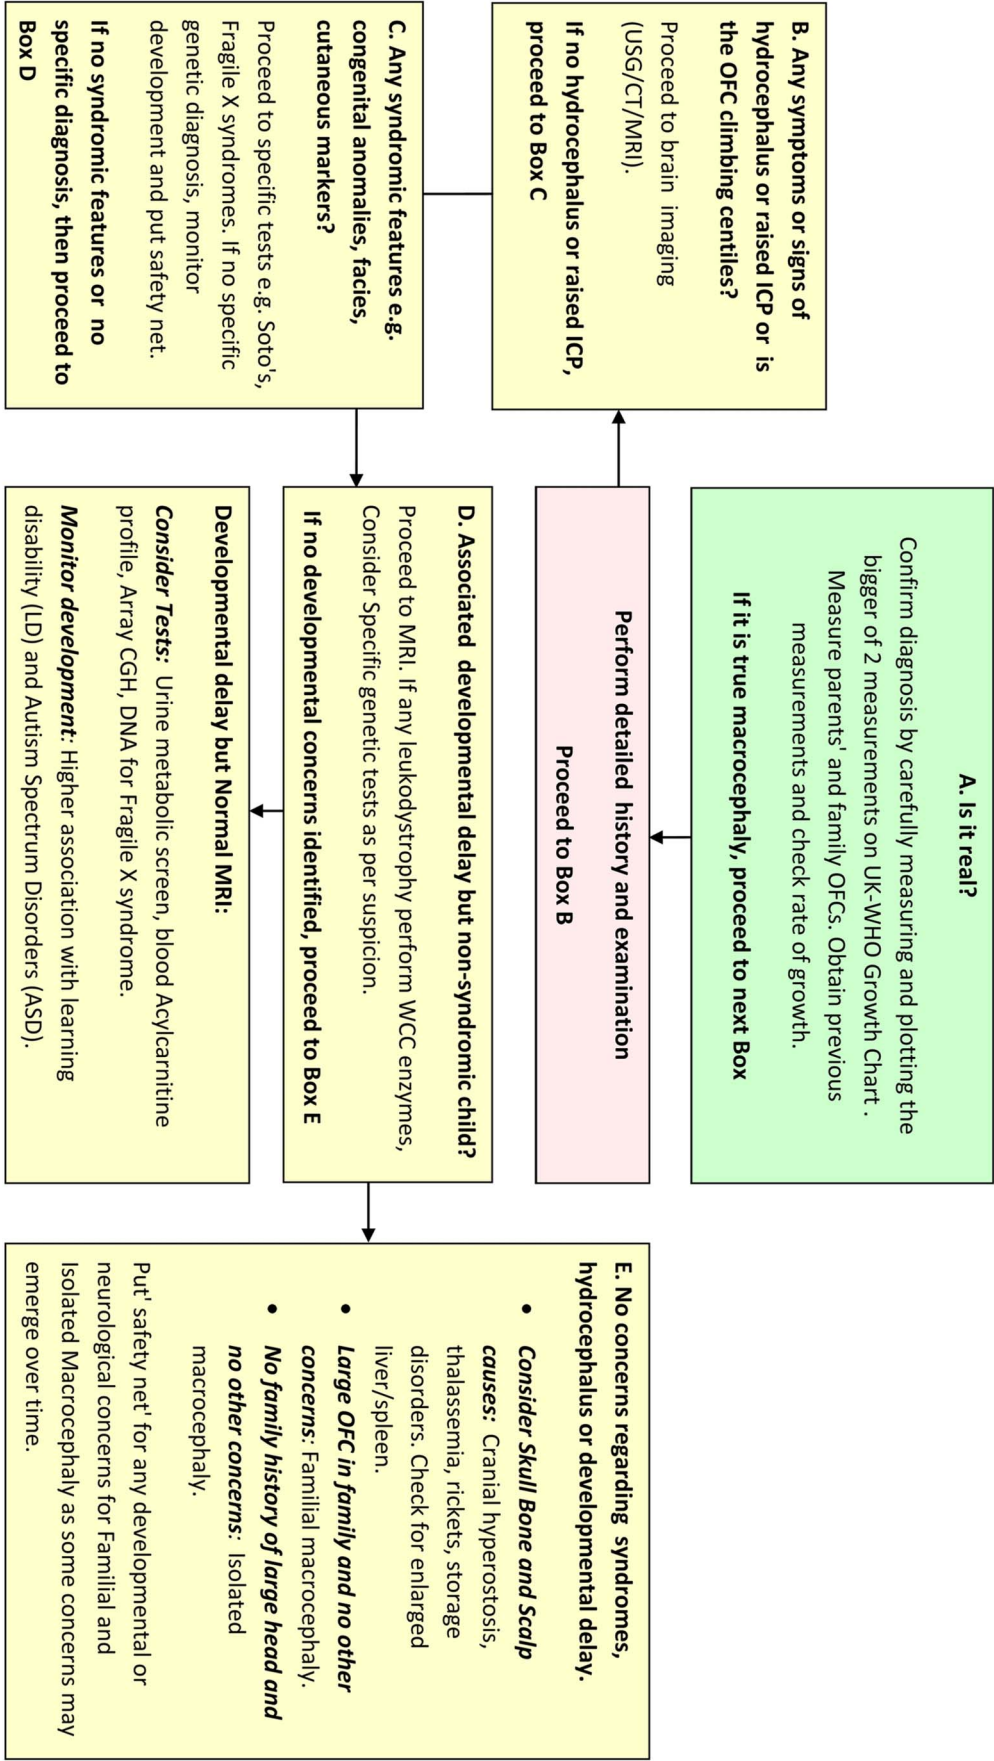 A. Is it real?
Confirm diagnosis by carefully measuring and plotting the
bigger of 2 measurements on UK-WHO Growth Chart .
Measure parents' and family OFCs. Obtain previous
measurements and check rate of growth.
If it is true macrocephaly, proceed to next Box
Perform detailed history and examination
Proceed to Box B
B. Any symptoms or signs of
hydrocephalus or raised ICP or is
the OFC climbing centiles?
Proceed to brain imaging
(USG/CT/MRI).
If no hydrocephalus or raised ICP,
proceed to Box C
C. Any syndromic features e.g.
congenital anomalies, facies,
cutaneous markers?
Proceed to specific tests e.g. Soto's,
Fragile X syndromes. If no specific
genetic diagnosis, monitor
development and put safety net.
If no syndromic features or no
specific diagnosis, then proceed to
Box D
D. Associated developmental delay but non-syndromic child?
Proceed to MRI. If any leukodystrophy perform WCC enzymes,
Consider Specific genetic tests as per suspicion.
If no developmental concerns identified, proceed to Box E
Developmental delay but Normal MRI:
Consider Tests: Urine metabolic screen, blood Acylcarnitine
profile, Array CGH, DNA for Fragile X syndrome.
Monitor development: Higher association with learning
disability (LD) and Autism Spectrum Disorders (ASD).
E. No concerns regarding syndromes,
hydrocephalus or developmental delay.
• Consider Skull Bone and Scalp
causes: Cranial hyperostosis,
thalassemia, rickets, storage
disorders. Check for enlarged
liver/spleen.
• Large OFC in family and no other
concerns: Familial macrocephaly.
• No family history of large head and
no other concerns: Isolated
macrocephaly.
Put' safety net' for any developmental or
neurological concerns for Familial and
Isolated Macrocephaly as some concerns may
emerge over time.